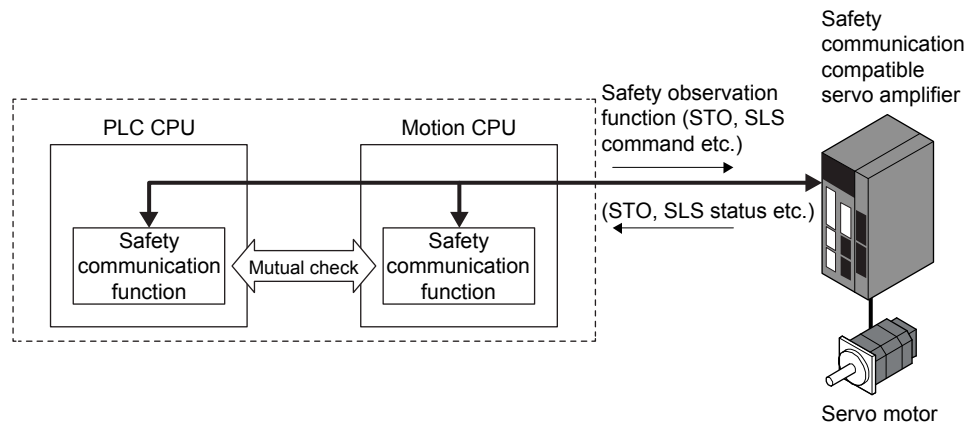 Safety
communication
compatible
servo amplifier
Safety observation
function (STO, SLS
command etc.)
PLC CPU
Motion CPU
(STO, SLS status etc.)
Safety
communication
function
Mutual check
Safety
communication
function
Servo motor